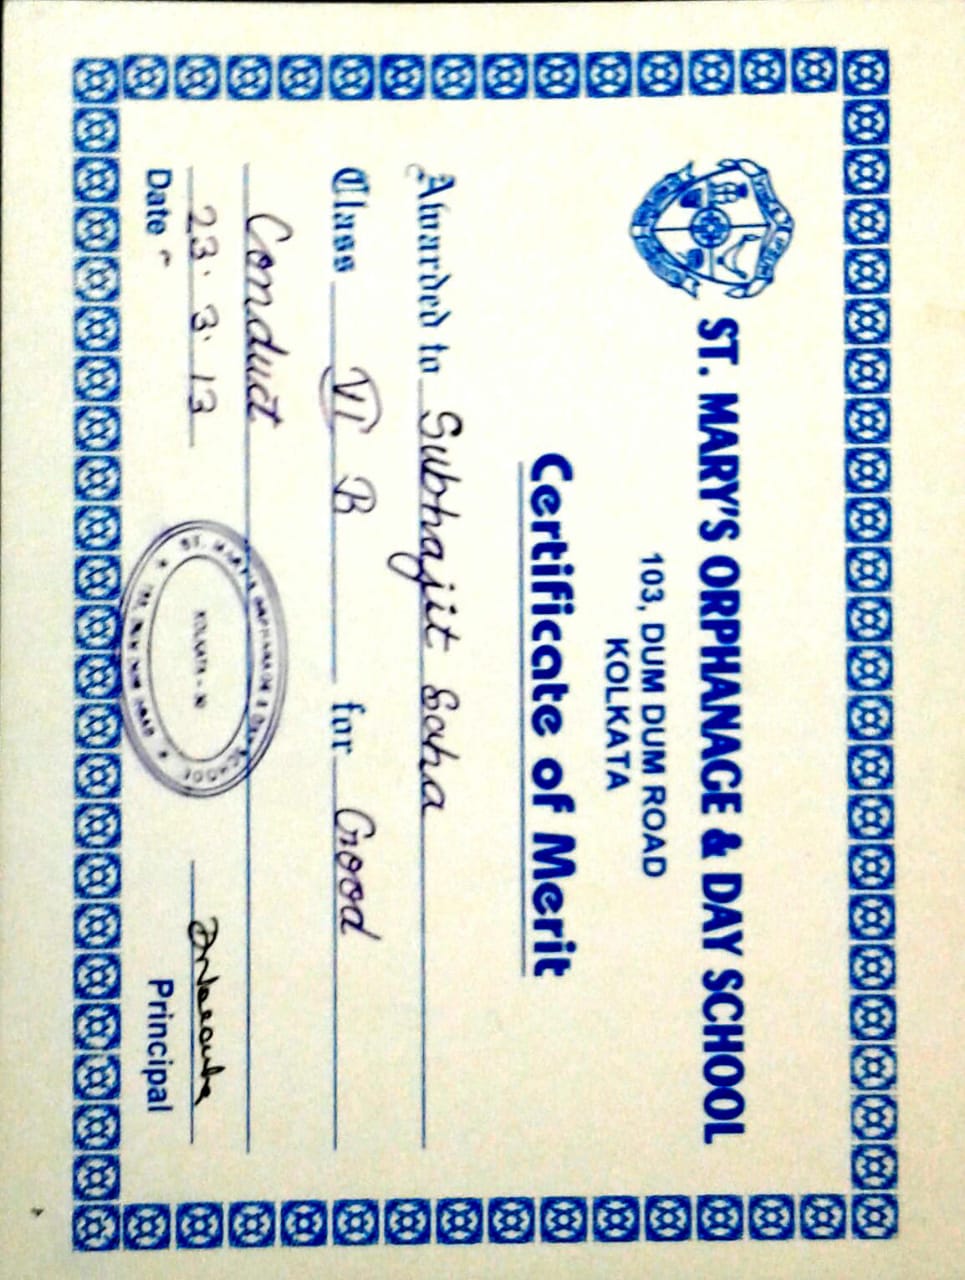 VINCE IPSUM
ST. MARY'S ORPHANAGE & DAY SCHOOL
103, DUM DUM ROAD
KOLKATA
Certificate of Merit
Awarded to Subhajit Saha
Class VI B for Good
Conduct
23. 3. 13
Date
Principal
ST. MARY'S ORPHANAGE & DAY SCHOOL
KOLKATA - 30
103, DUM DUM ROAD